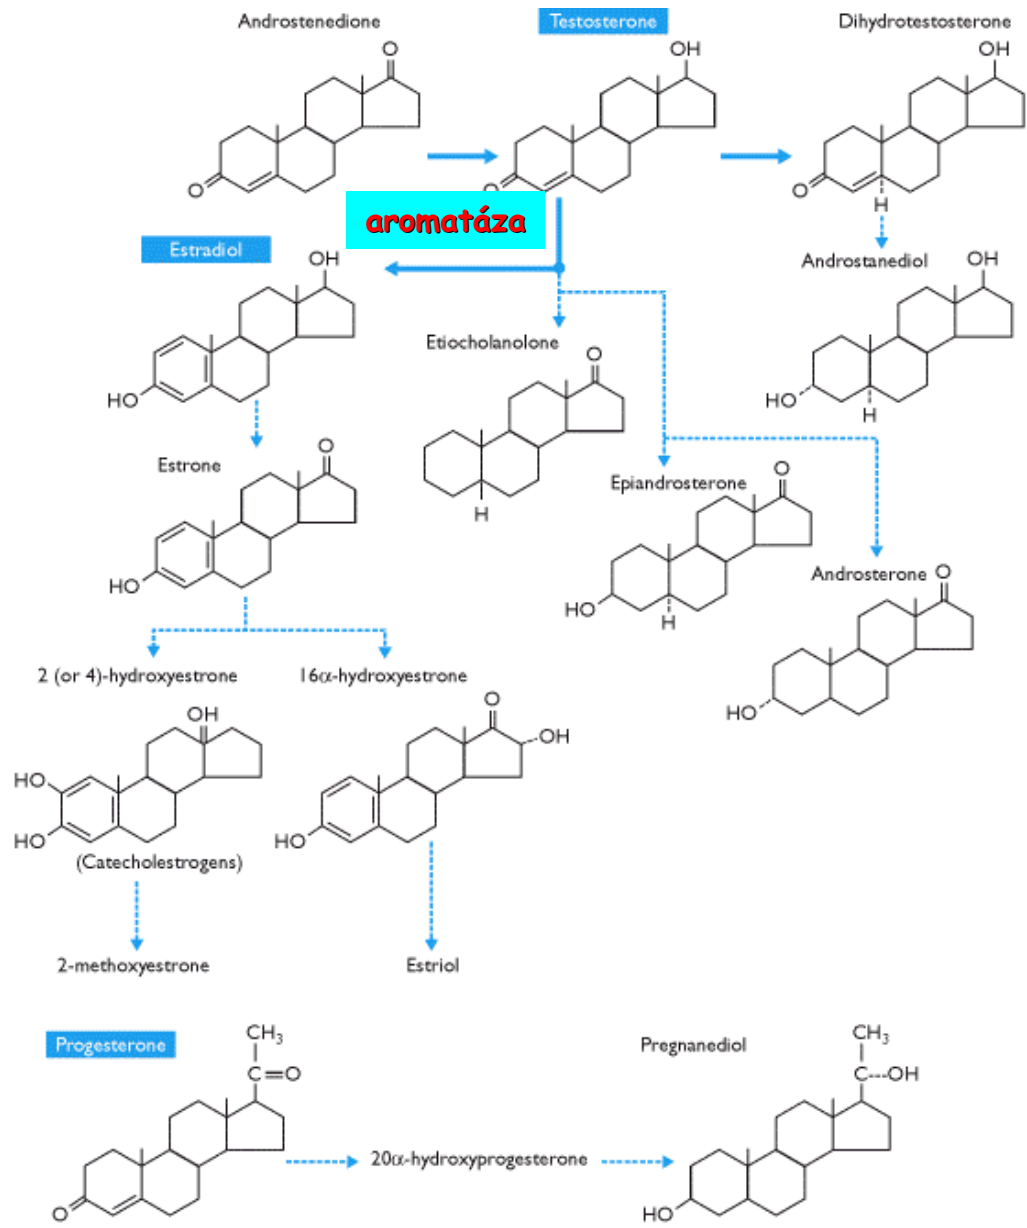 Androstenedione
Testosterone
Dihydrotestosterone
O
OH
OH
O
O
O
H
aromatáza
Estradiol
OH
Androstanediol
OH
Etiocholanolone
O
HO
HO
H
Estrone
O
Epiandrosterone
O
H
HO
Androsterone
O
HO
H
2 (or 4)-hydroxyestrone
16α-hydroxyestrone
O
HO
OH
OH
HO
HO
HO
(Catecholestrogens)
2-methoxyestrone
Estriol
Progesterone
CH3
Pregnanediol
CH3
C=O
C---OH
20α-hydroxyprogesterone
O
HO